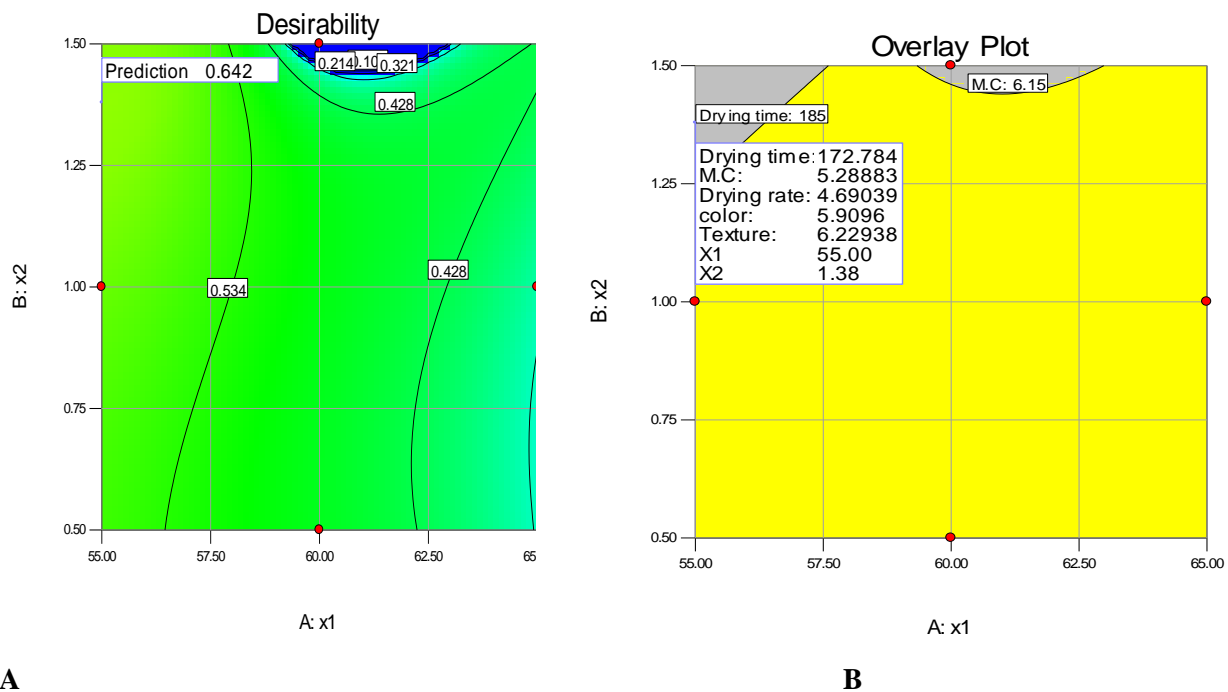 Desirability
1.50
1.25
1.00
0.75
0.50
B: x2
Prediction 0.642
0.214
0.10
0.321
0.428
0.534
0.428
55.00
57.50
60.00
62.50
65
A: x1
A
Overlay Plot
1.50
1.25
1.00
0.75
0.50
B: x2
M.C: 6.15
Drying time: 185
Drying time: 172.784
M.C: 5.28883
Drying rate: 4.69039
color: 5.9096
Texture: 6.22938
X1 55.00
X2 1.38
55.00
57.50
60.00
62.50
65.00
A: x1
B